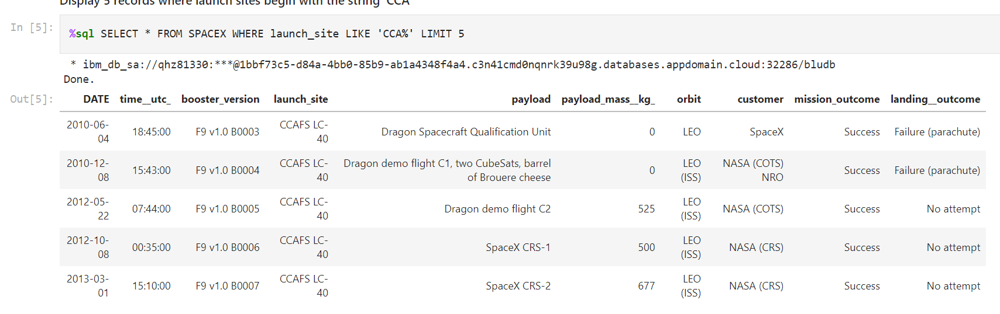 Display 5 records where launch sites begin with the string 'CCA'
In [5]: %sql SELECT * FROM SPACEX WHERE launch_site LIKE 'CCA%' LIMIT 5
* ibm_db_sa://qhz81330:***@1bbf73c5-d84a-4bb0-85b9-ab1a4348f4a4.c3n41cmd0nqnrk39u98g.databases.appdomain.cloud:32286/bludb
Done.
Out[5]: DATE time__utc_ booster_version launch_site payload payload_mass__kg_ orbit customer mission_outcome landing__outcome
2010-06-04 18:45:00 F9 v1.0 B0003 CCAFS LC-40 Dragon Spacecraft Qualification Unit 0 LEO SpaceX Success Failure (parachute)
2010-12-08 15:43:00 F9 v1.0 B0004 CCAFS LC-40 Dragon demo flight C1, two CubeSats, barrel of Brouere cheese 0 LEO (ISS) NASA (COTS) NRO Success Failure (parachute)
2012-05-22 07:44:00 F9 v1.0 B0005 CCAFS LC-40 Dragon demo flight C2 525 LEO (ISS) NASA (COTS) Success No attempt
2012-10-08 00:35:00 F9 v1.0 B0006 CCAFS LC-40 SpaceX CRS-1 500 LEO (ISS) NASA (CRS) Success No attempt
2013-03-01 15:10:00 F9 v1.0 B0007 CCAFS LC-40 SpaceX CRS-2 677 LEO (ISS) NASA (CRS) Success No attempt